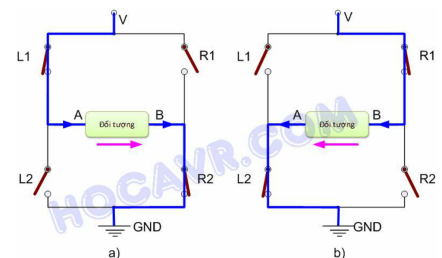 V V
L1 R1 L1 R1
A Đối tượng B A Đối tượng B
L2 R2 L2 R2
HOCAVR.COM
GND GND
a) b)